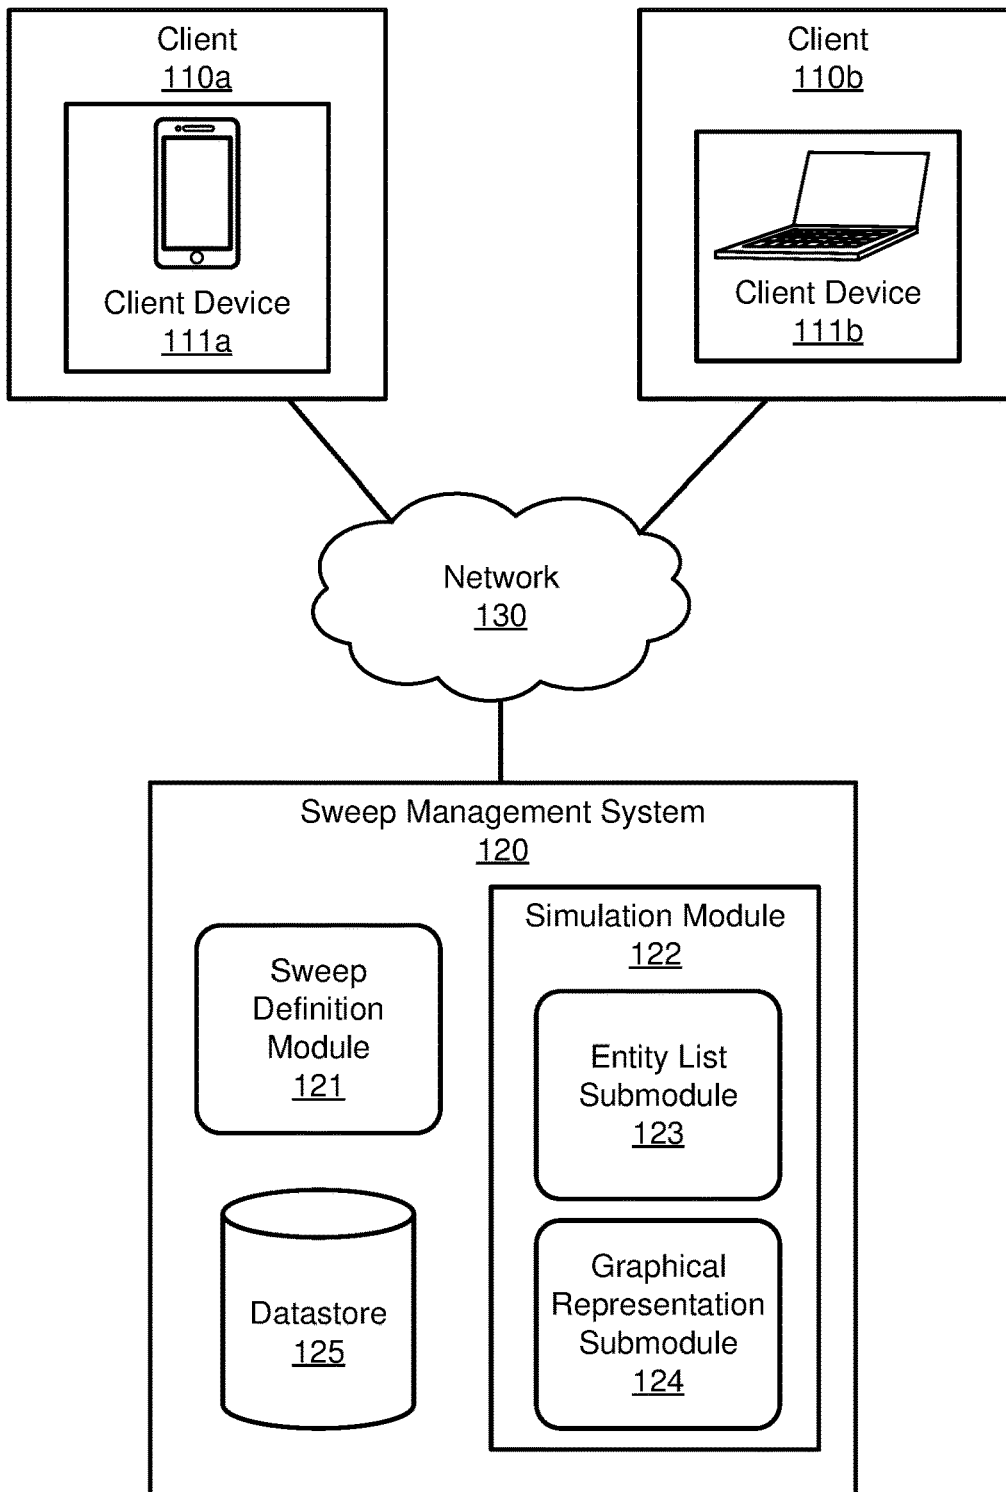 Client
110a
Client Device
111a
Client
110b
Client Device
111b
Network
130
Sweep Management System
120
Sweep
Definition
Module
121
Datastore
125
Simulation Module
122
Entity List
Submodule
123
Graphical
Representation
Submodule
124